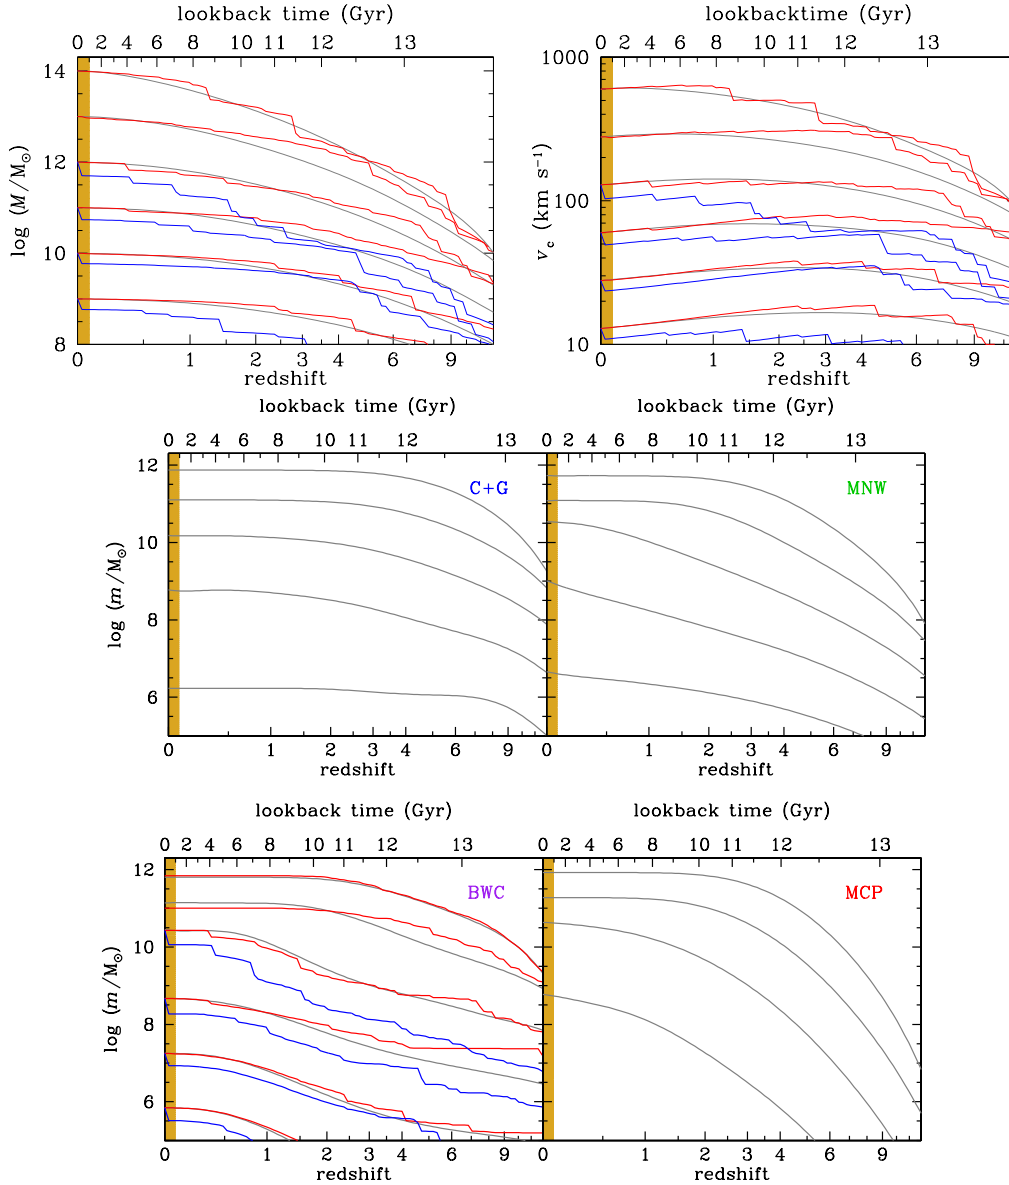 lookback time (Gyr)
lookbacktime (Gyr)
0 2 4 6 8 10 11 12 13
0 2 4 6 8 10 11 12 13
14
12
10
8
log (M/M⊙)
1000
100
10
v_c (km s⁻¹)
0 1 2 3 4 6 9
0 1 2 3 4 6 9
redshift
redshift
lookback time (Gyr)
lookback time (Gyr)
0 2 4 6 8 10 11 12 13
0 2 4 6 8 10 11 12 13
12
10
8
6
log (m/M⊙)
C+G
MNW
0 1 2 3 4 6 9
0 1 2 3 4 6 9
redshift
redshift
lookback time (Gyr)
lookback time (Gyr)
0 2 4 6 8 10 11 12 13
0 2 4 6 8 10 11 12 13
12
10
8
6
log (m/M⊙)
BWC
MCP
0 1 2 3 4 6 9
0 1 2 3 4 6 9
redshift
redshift